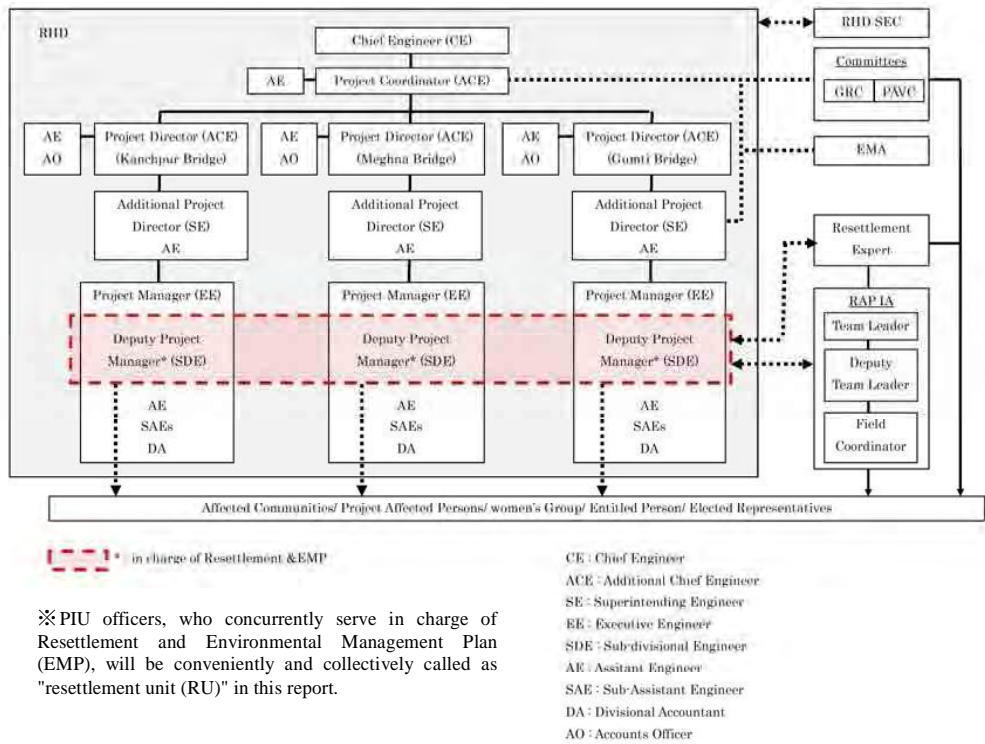 RHD
Chief Engineer (CE)
AE
Project Coordinator (ACE)
AE
AO
Project Director (ACE)
(Kanchpur Bridge)
AE
AO
Project Director (ACE)
(Meghna Bridge)
AE
AO
Project Director (ACE)
(Gumti Bridge)
Additional Project
Director (SE)
AE
Additional Project
Director (SE)
AE
Additional Project
Director (SE)
AE
Project Manager (EE)
Deputy Project
Manager* (SDE)
AE
SAEs
DA
Project Manager (EE)
Deputy Project
Manager* (SDE)
AE
SAEs
DA
Project Manager (EE)
Deputy Project
Manager* (SDE)
AE
SAEs
DA
RHD SEC
Committees
GRC PAVC
EMA
Resettlement
Expert
RAP IA
Team Leader
Deputy
Team Leader
Field
Coordinator
Affected Communities/ Project Affected Persons/ women's Group/ Entitled Person/ Elected Representatives
* in charge of Resettlement &EMP
※PIU officers, who concurrently serve in charge of
Resettlement and Environmental Management Plan
(EMP), will be conveniently and collectively called as
"resettlement unit (RU)" in this report.
CE : Chief Engineer
ACE : Additional Chief Engineer
SE : Superintending Engineer
EE : Executive Engineer
SDE : Sub-divisional Engineer
AE : Assitant Engineer
SAE : Sub-Assistant Engineer
DA : Divisional Accountant
AO : Accounts Officer